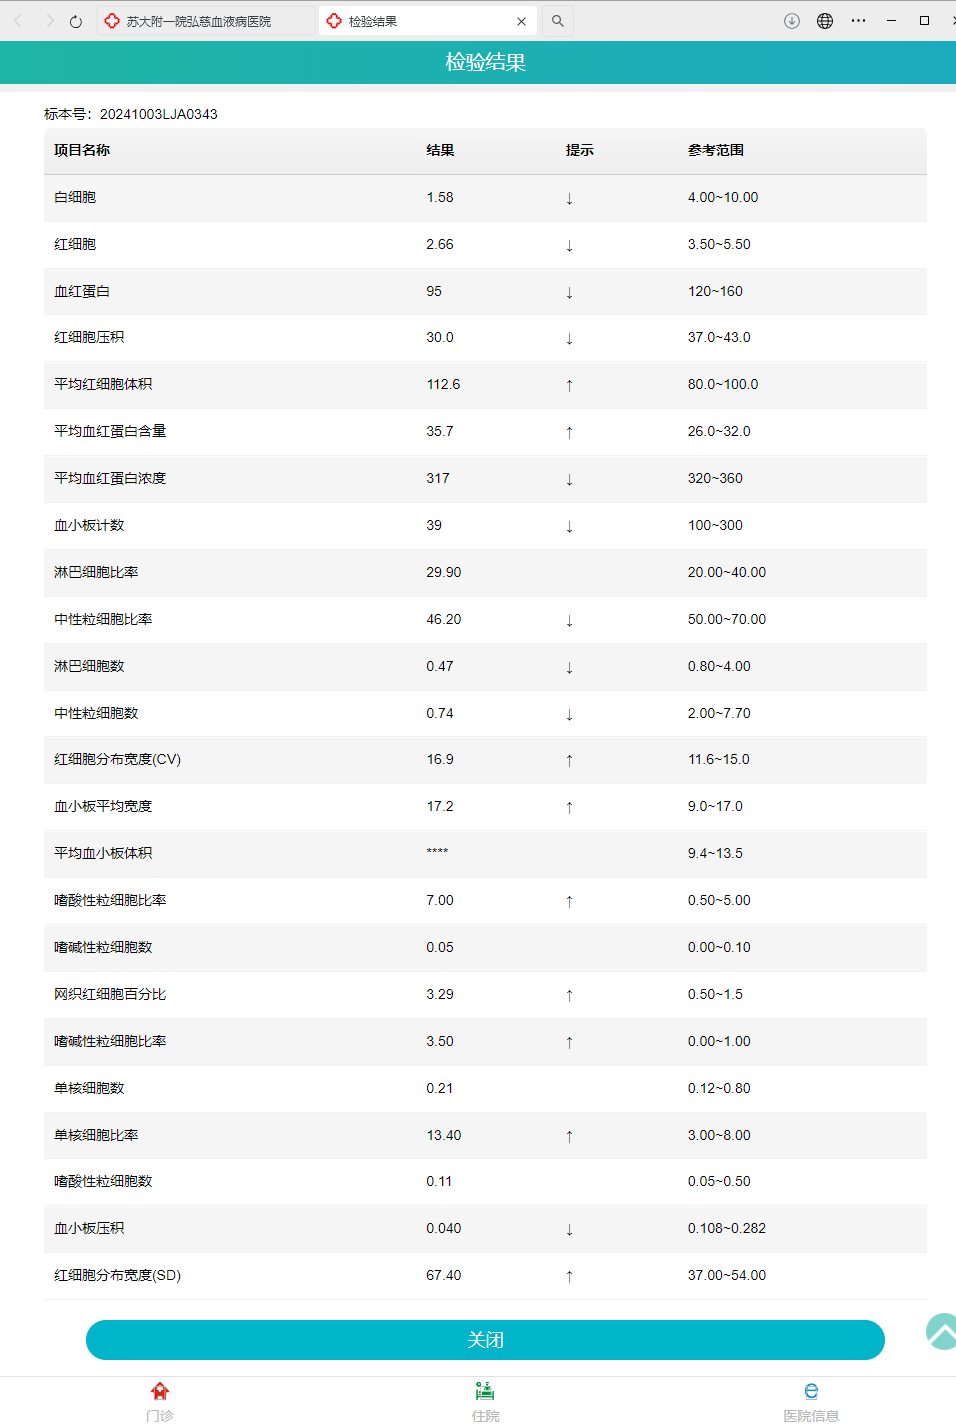 苏大附一院弘慈血液病医院 检验结果
检验结果
标本号：20241003LJA0343
项目名称 结果 提示 参考范围
白细胞 1.58 ↓ 4.00~10.00
红细胞 2.66 ↓ 3.50~5.50
血红蛋白 95 ↓ 120~160
红细胞压积 30.0 ↓ 37.0~43.0
平均红细胞体积 112.6 ↑ 80.0~100.0
平均血红蛋白含量 35.7 ↑ 26.0~32.0
平均血红蛋白浓度 317 ↓ 320~360
血小板计数 39 ↓ 100~300
淋巴细胞比率 29.90 20.00~40.00
中性粒细胞比率 46.20 ↓ 50.00~70.00
淋巴细胞数 0.47 ↓ 0.80~4.00
中性粒细胞数 0.74 ↓ 2.00~7.70
红细胞分布宽度(CV) 16.9 ↑ 11.6~15.0
血小板平均宽度 17.2 ↑ 9.0~17.0
平均血小板体积 **** 9.4~13.5
嗜酸性粒细胞比率 7.00 ↑ 0.50~5.00
嗜碱性粒细胞数 0.05 0.00~0.10
网织红细胞百分比 3.29 ↑ 0.50~1.5
嗜碱性粒细胞比率 3.50 ↑ 0.00~1.00
单核细胞数 0.21 0.12~0.80
单核细胞比率 13.40 ↑ 3.00~8.00
嗜酸性粒细胞数 0.11 0.05~0.50
血小板压积 0.040 ↓ 0.108~0.282
红细胞分布宽度(SD) 67.40 ↑ 37.00~54.00
关闭
门诊 住院 医院信息